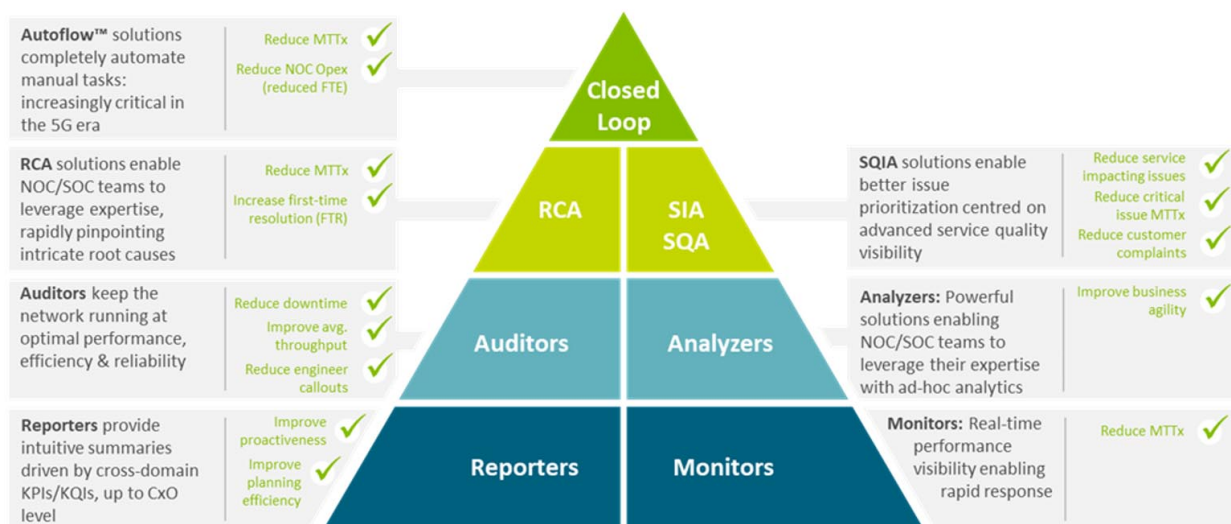 Autoflow™ solutions
completely automate
manual tasks:
increasingly critical in
the 5G era
Reduce MTTx
Reduce NOC Opex
(reduced FTE)
Closed
Loop
RCA solutions enable
NOC/SOC teams to
leverage expertise,
rapidly pinpointing
intricate root causes
Reduce MTTx
Increase first-time
resolution (FTR)
RCA
SIA
SQA
SQIA solutions enable
better issue
prioritization centred on
advanced service quality
visibility
Reduce service
impacting issues
Reduce critical
issue MTTx
Reduce customer
complaints
Auditors keep the
network running at
optimal performance,
efficiency & reliability
Reduce downtime
Improve avg.
throughput
Reduce engineer
callouts
Auditors
Analyzers
Analyzers: Powerful
solutions enabling
NOC/SOC teams to
leverage their expertise
with ad-hoc analytics
Improve business
agility
Reporters provide
intuitive summaries
driven by cross-domain
KPIs/KQIs, up to CxO
level
Improve
proactiveness
Improve
planning
efficiency
Reporters
Monitors
Monitors: Real-time
performance
visibility enabling
rapid response
Reduce MTTx